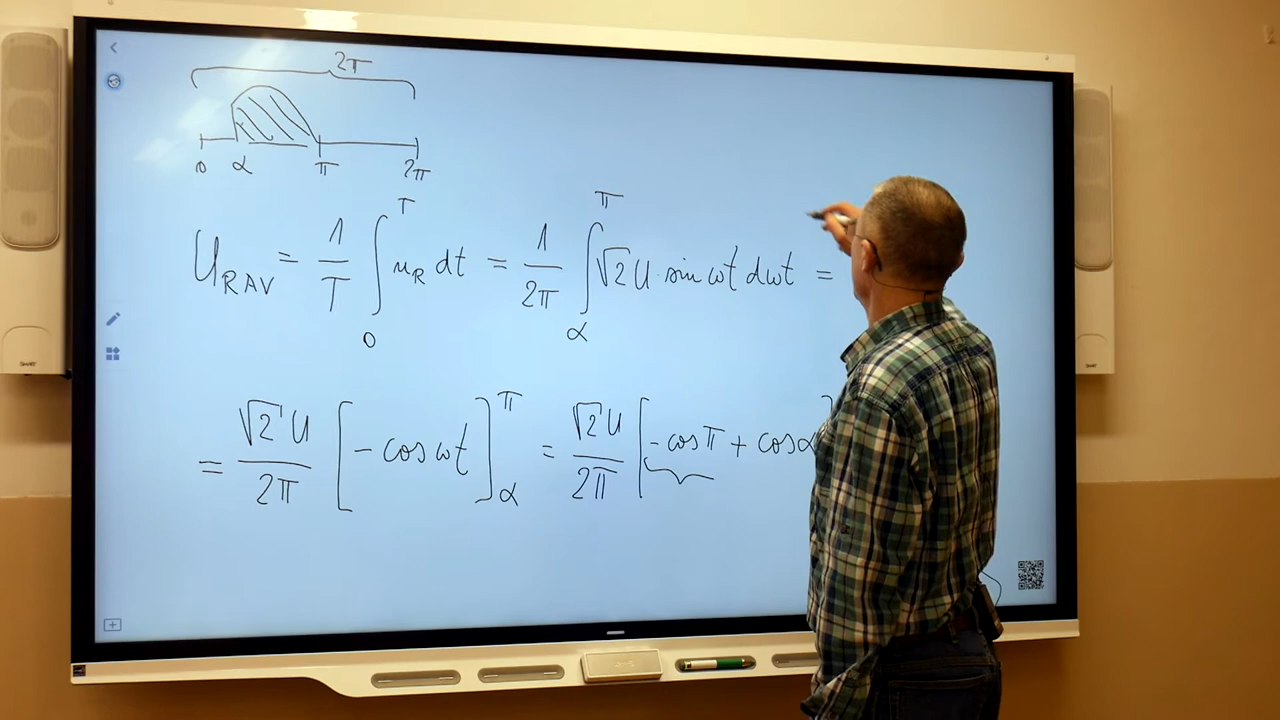 2π
0 α π 2π
U_RAV = 1/T ∫_0^T u_R dt = 1/2π ∫_α^π √2 U · sin ωt dωt =
= √2 U/2π [- cos ωt]_α^π = √2 U/2π [- cos π + cos α]